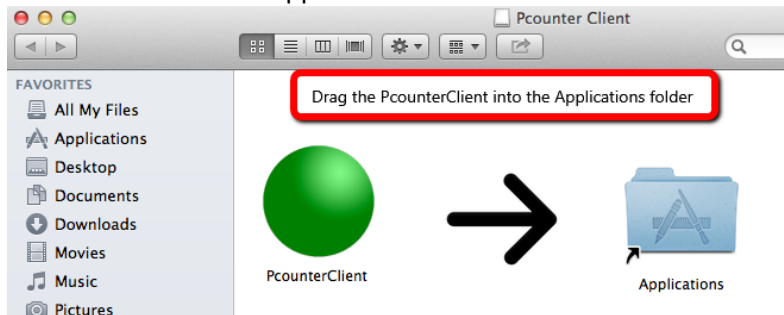 Pcounter Client
FAVORITES
All My Files
Applications
Desktop
Documents
Downloads
Movies
Music
Pictures
Drag the PcounterClient into the Applications folder
PcounterClient
Applications